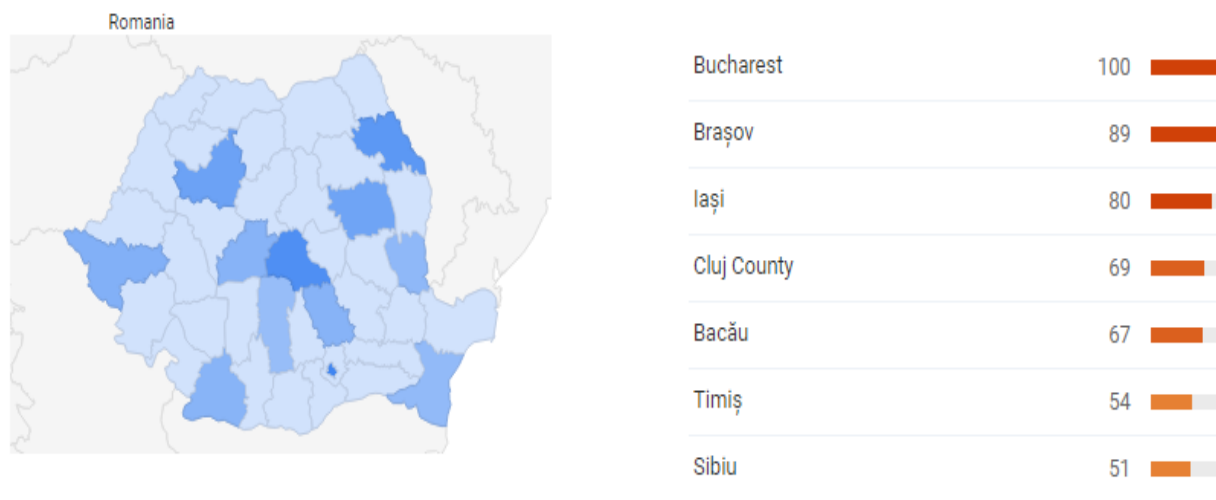 Romania
Bucharest 100
Brașov 89
Iași 80
Cluj County 69
Bacău 67
Timiș 54
Sibiu 51